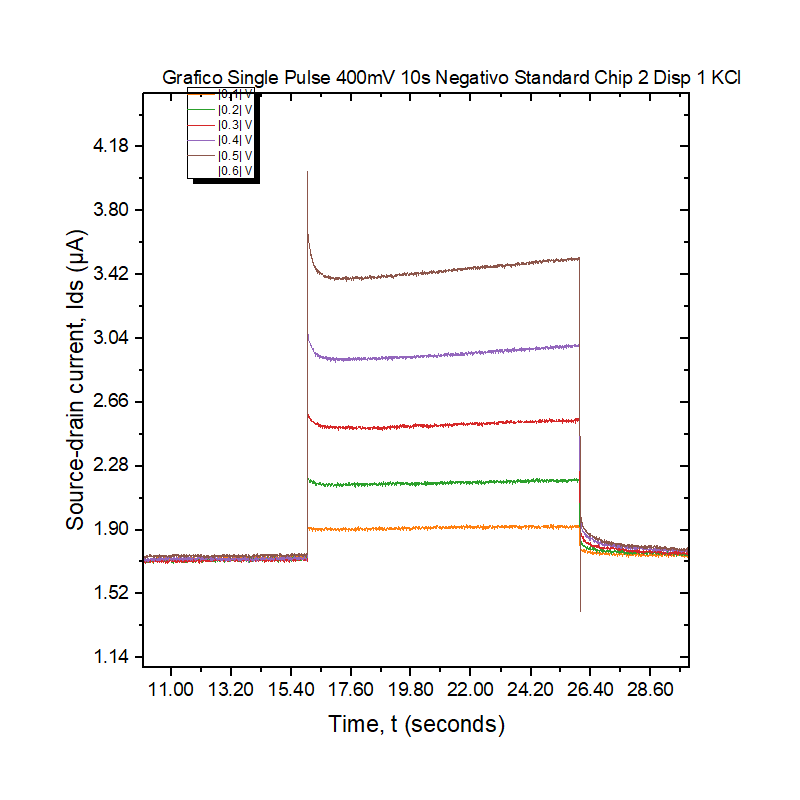 Grafico Single Pulse 400mV 10s Negativo Standard Chip 2 Disp 1 KCl
|0.1| V
|0.2| V
|0.3| V
|0.4| V
|0.5| V
|0.6| V
4.18
3.80
3.42
3.04
2.66
2.28
1.90
1.52
1.14
Source-drain current, Ids (μA)
11.00 13.20 15.40 17.60 19.80 22.00 24.20 26.40 28.60
Time, t (seconds)